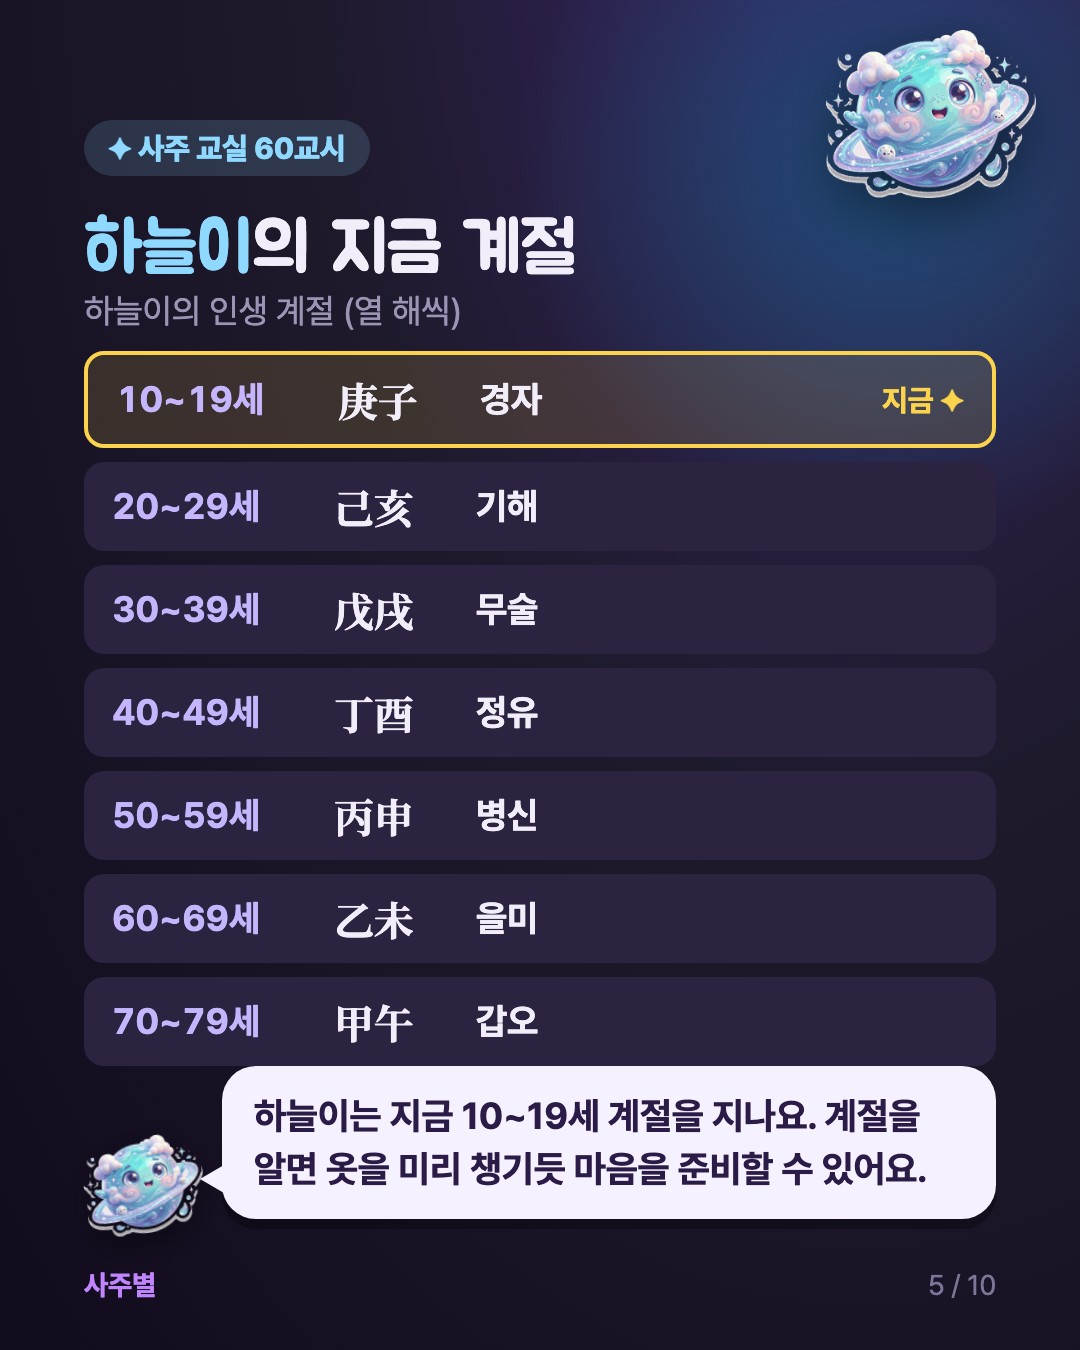 ✦ 사주 교실 60교시
하늘이의 지금 계절
하늘이의 인생 계절 (열 해씩)
10~19세 庚子 경자 지금 ✦
20~29세 己亥 기해
30~39세 戊戌 무술
40~49세 丁酉 정유
50~59세 丙申 병신
60~69세 乙未 을미
70~79세 甲午 갑오
하늘이는 지금 10~19세 계절을 지나요. 계절을
알면 옷을 미리 챙기듯 마음을 준비할 수 있어요.
사주별 5 / 10